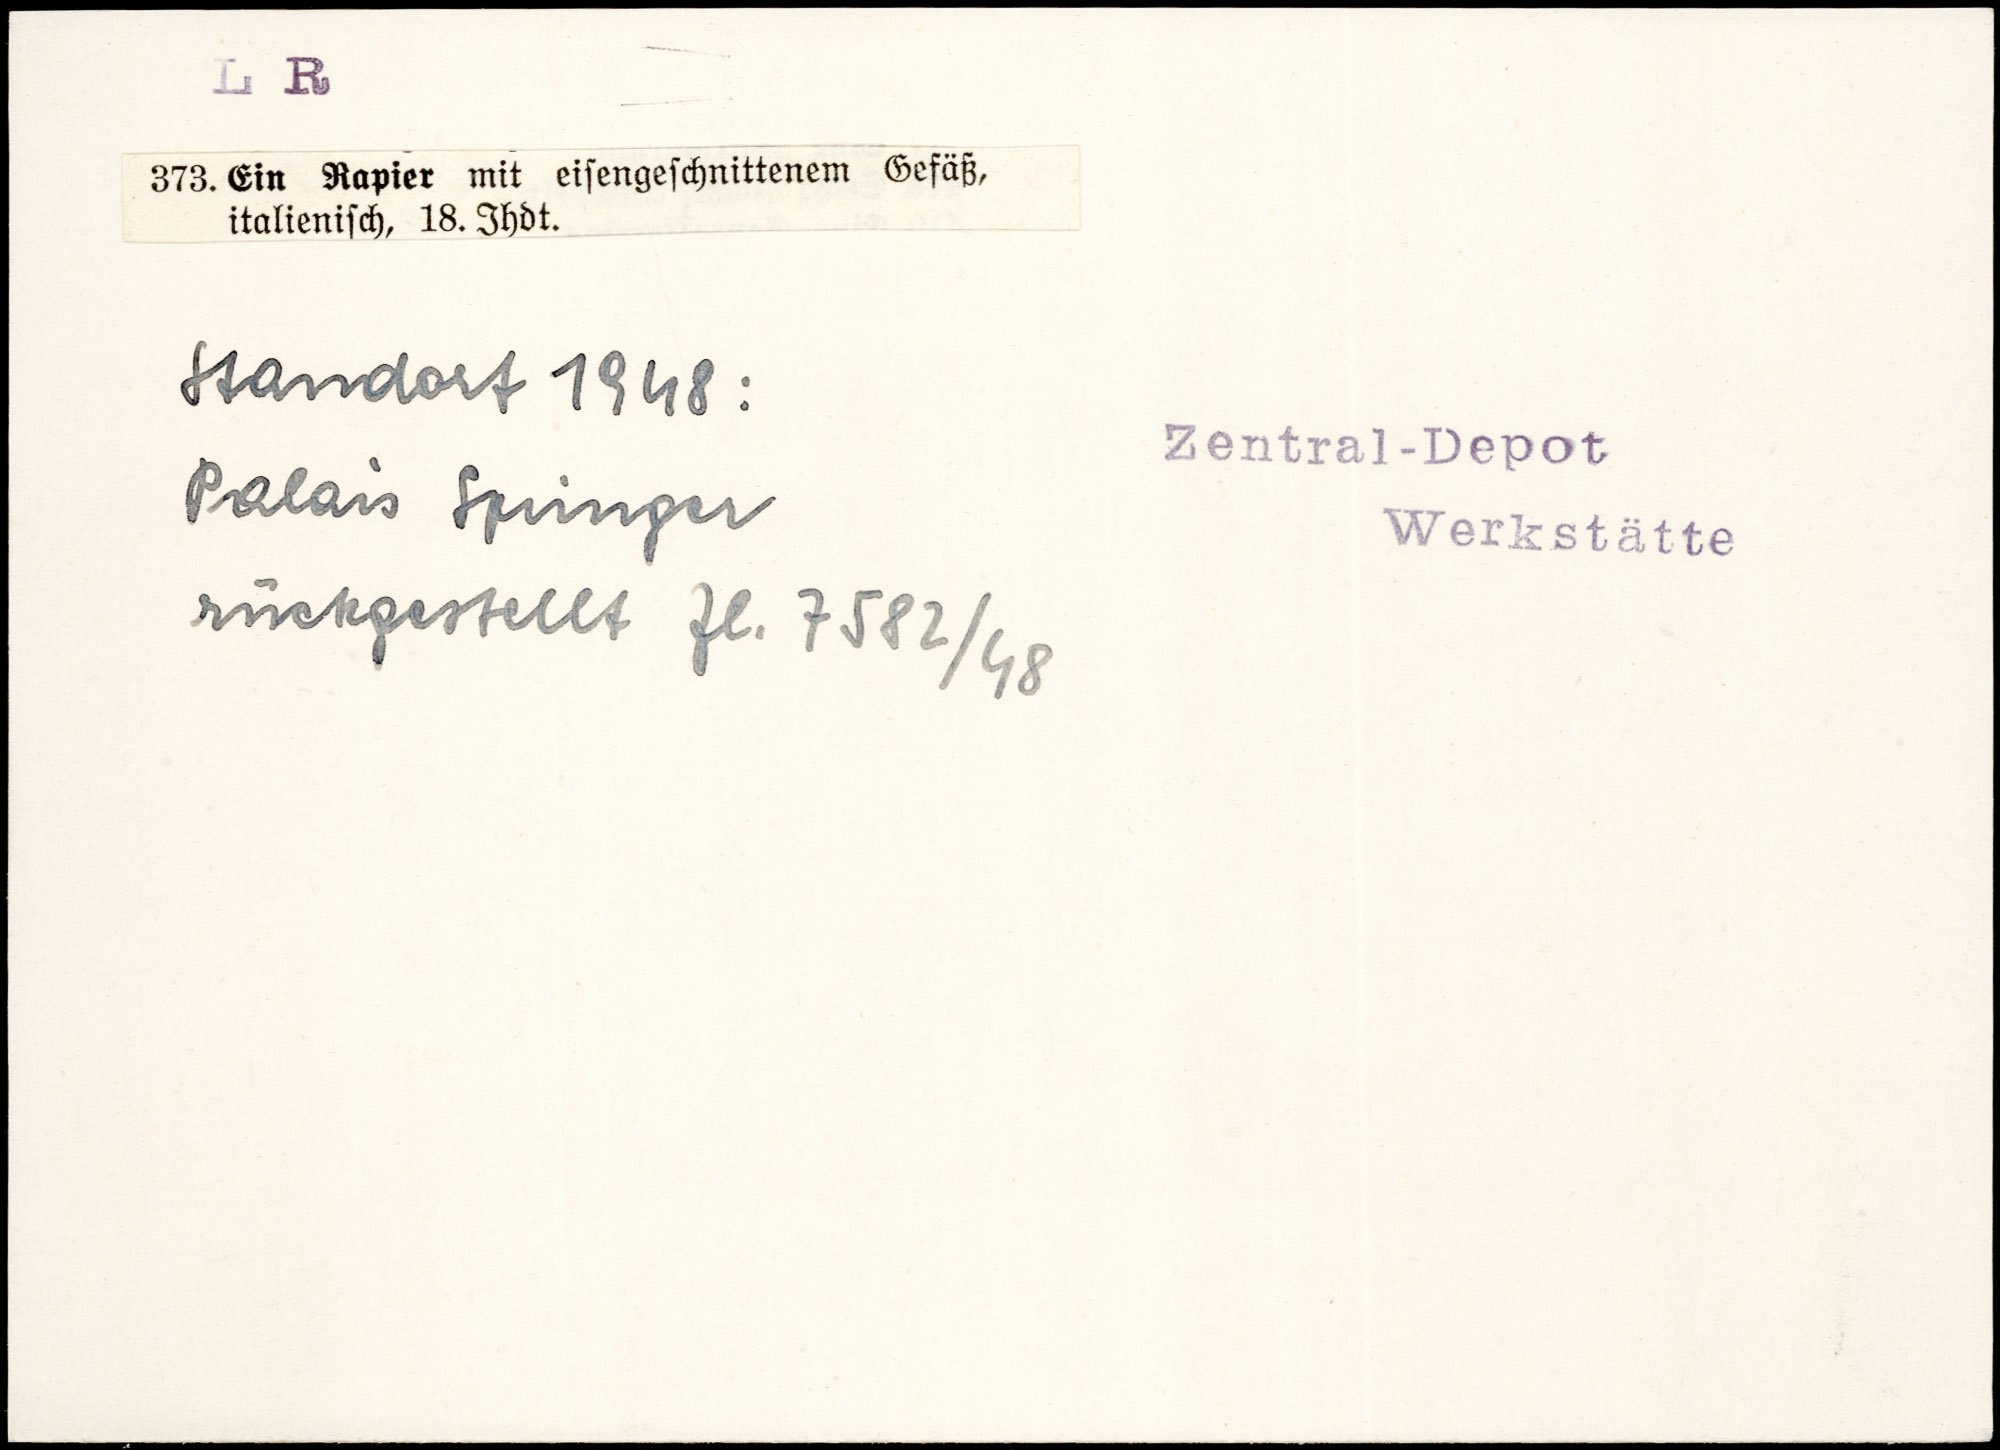 L R
373. Ein Rapier mit eiſengeſchnittenem Gefäß,
italieniſch, 18. Jhdt.
Standort 1948:
Palais Springer
rückgestellt Zl. 7582/48
Zentral-Depot
Werkstätte